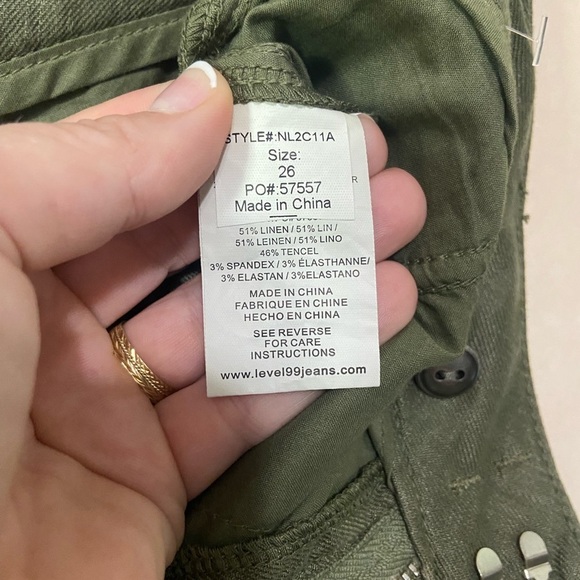 STYLE#:NL2C11A
Size:
26
PO#:57557
Made in China
R
51% LINEN / 51% LIN /
51% LEINEN / 51% LINO
46% TENCEL
3% SPANDEX / 3% ÉLASTHANNE/
3% ELASTAN / 3%ELASTANO
MADE IN CHINA
FABRIQUE EN CHINE
HECHO EN CHINA
SEE REVERSE
FOR CARE
INSTRUCTIONS
www.level99jeans.com